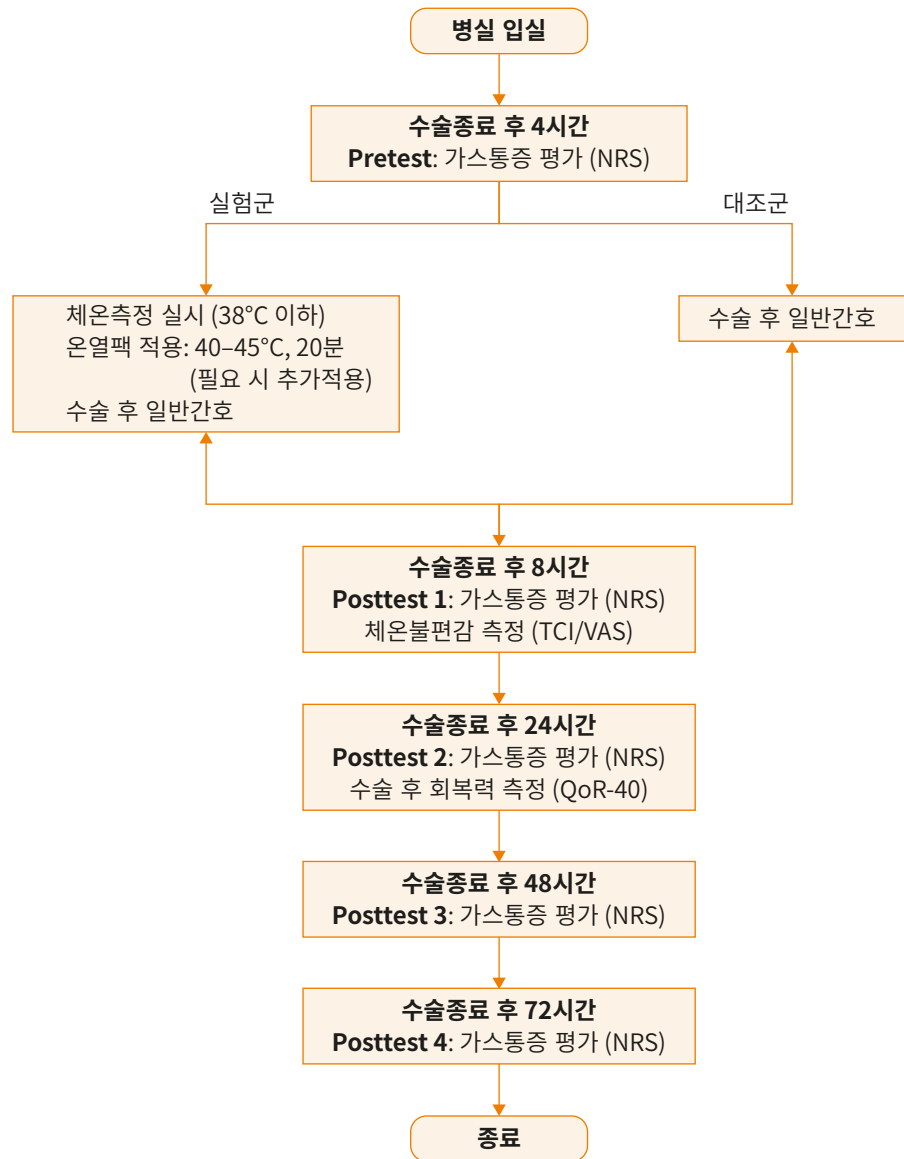 병실 입실
수술종료 후 4시간
Pretest: 가스통증 평가 (NRS)
실험군
대조군
체온측정 실시 (38°C 이하)
온열팩 적용: 40–45°C, 20분
(필요 시 추가적용)
수술 후 일반간호
수술 후 일반간호
수술종료 후 8시간
Posttest 1: 가스통증 평가 (NRS)
체온불편감 측정 (TCI/VAS)
수술종료 후 24시간
Posttest 2: 가스통증 평가 (NRS)
수술 후 회복력 측정 (QoR-40)
수술종료 후 48시간
Posttest 3: 가스통증 평가 (NRS)
수술종료 후 72시간
Posttest 4: 가스통증 평가 (NRS)
종료